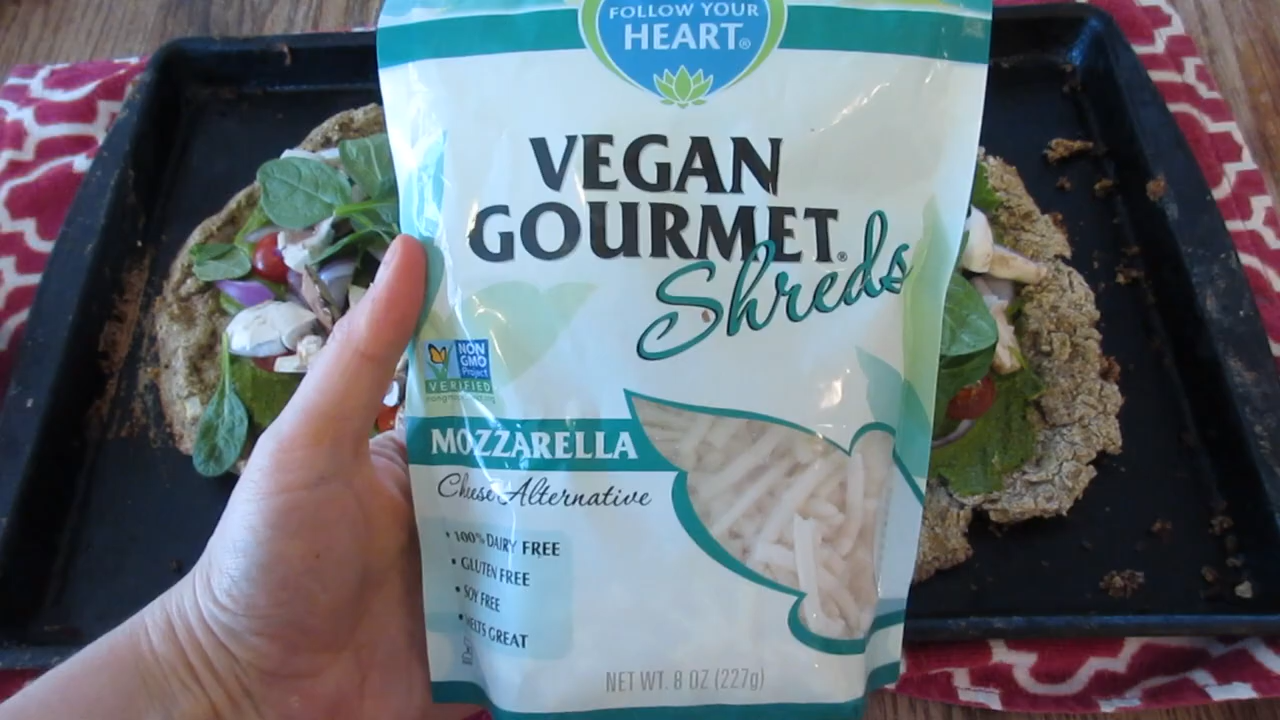 FOLLOW YOUR
HEART®
VEGAN
GOURMET®
Shreds
NON
GMO
Project
VERIFIED
MOZZARELLA
Cheese Alternative
• 100% DAIRY FREE
• GLUTEN FREE
• SOY FREE
• MELTS GREAT
NET WT. 8 OZ (227g)